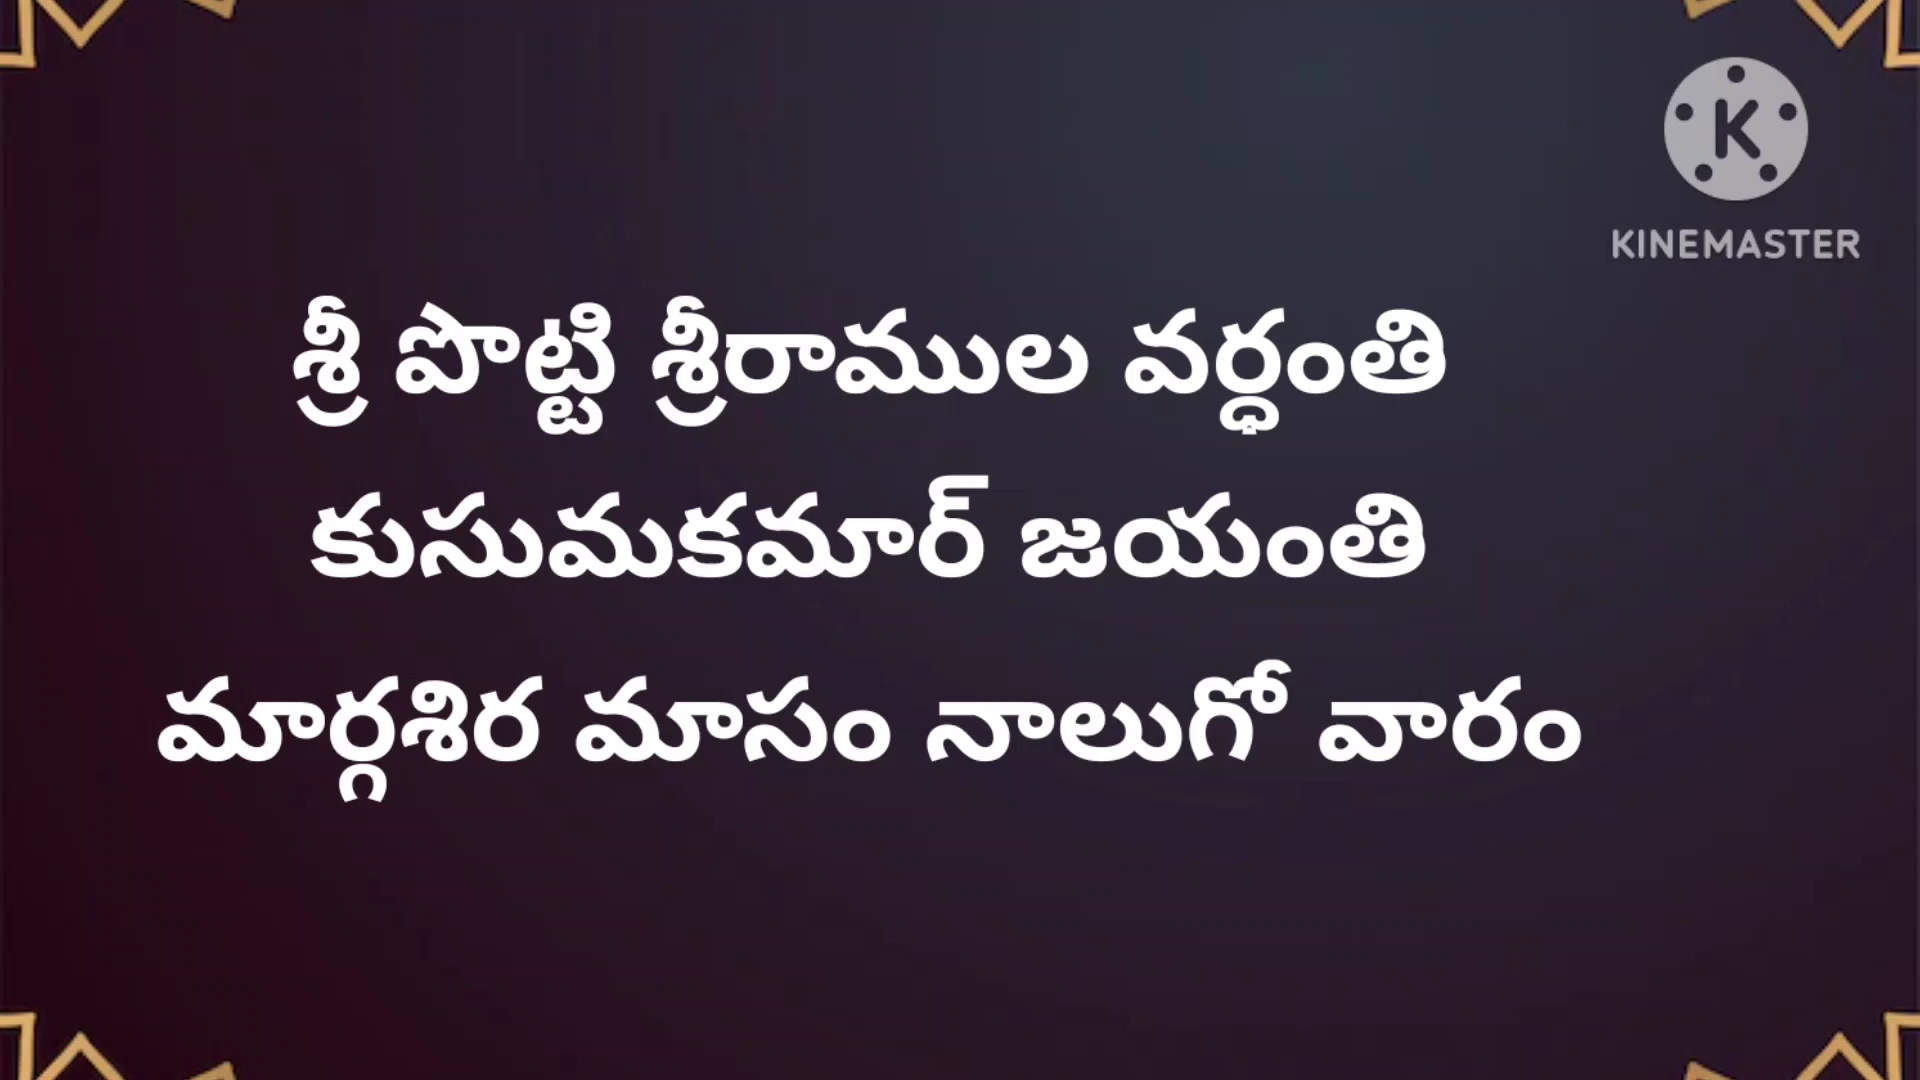 KINEMASTER
శ్రీ పొట్టి శ్రీరాముల వర్ధంతి
కుసుమకమార్ జయంతి
మార్గశిర మాసం నాలుగో వారం